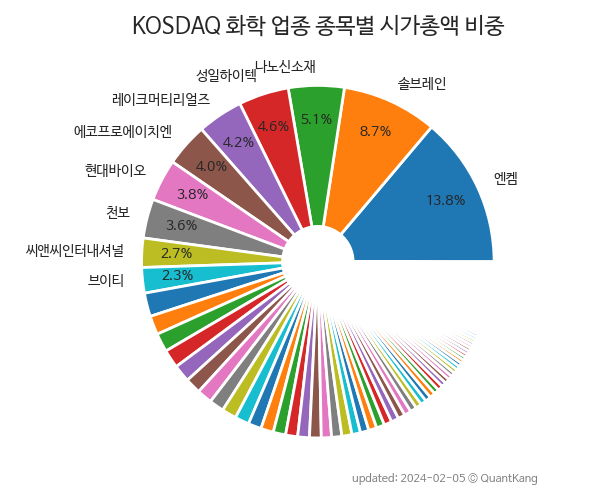 KOSDAQ 화학 업종 종목별 시가총액 비중
나노신소재
성일하이텍
솔브레인
레이크머티리얼즈
5.1%
4.6%
8.7%
에코프로에이치엔
4.2%
4.0%
현대바이오
엔켐
3.8%
13.8%
천보
3.6%
씨앤씨인터내셔널
2.7%
브이티
2.3%
updated: 2024-02-05 © QuantKang